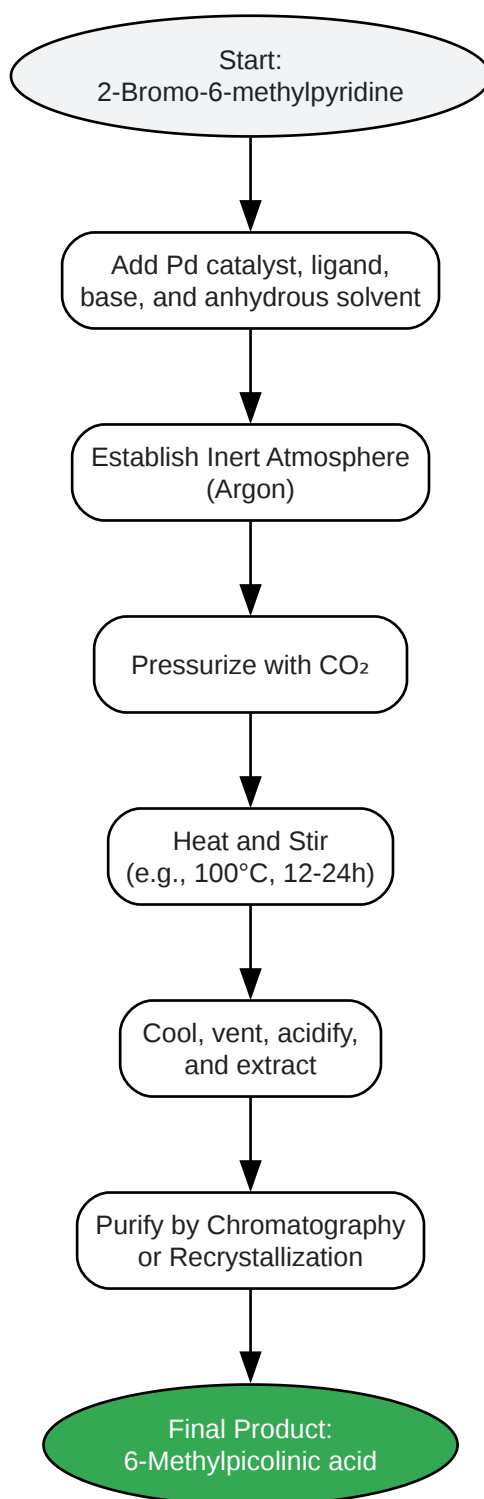 Start:
2-Bromo-6-methylpyridine
Add Pd catalyst, ligand,
base, and anhydrous solvent
Establish Inert Atmosphere
(Argon)
Pressurize with CO₂
Heat and Stir
(e.g., 100°C, 12-24h)
Cool, vent, acidify,
and extract
Purify by Chromatography
or Recrystallization
Final Product:
6-Methylpicolinic acid